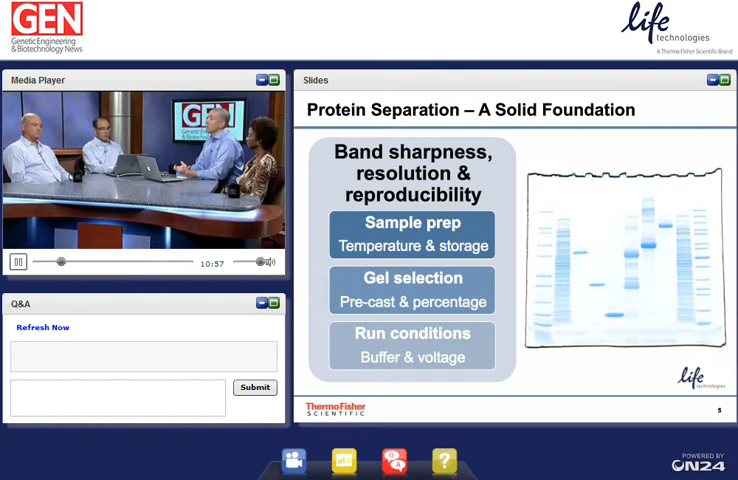 GEN
Genetic Engineering
& Biotechnology News
life
technologies
A Thermo Fisher Scientific Brand
Media Player
Slides
GEN
Genetic Engineering
10:57
Protein Separation – A Solid Foundation
Band sharpness,
resolution &
reproducibility
Sample prep
Temperature & storage
Gel selection
Pre-cast & percentage
Run conditions
Buffer & voltage
life
technologies
ThermoFisher
SCIENTIFIC
5
Q&A
Refresh Now
Submit
Q
A
?
POWERED BY
ON24